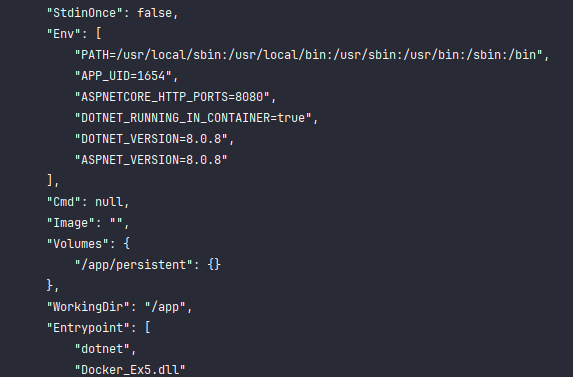 "StdinOnce": false,
"Env": [
"PATH=/usr/local/sbin:/usr/local/bin:/usr/sbin:/usr/bin:/sbin:/bin",
"APP_UID=1654",
"ASPNETCORE_HTTP_PORTS=8080",
"DOTNET_RUNNING_IN_CONTAINER=true",
"DOTNET_VERSION=8.0.8",
"ASPNET_VERSION=8.0.8"
],
"Cmd": null,
"Image": "",
"Volumes": {
"/app/persistent": {}
},
"WorkingDir": "/app",
"Entrypoint": [
"dotnet",
"Docker_Ex5.dll"